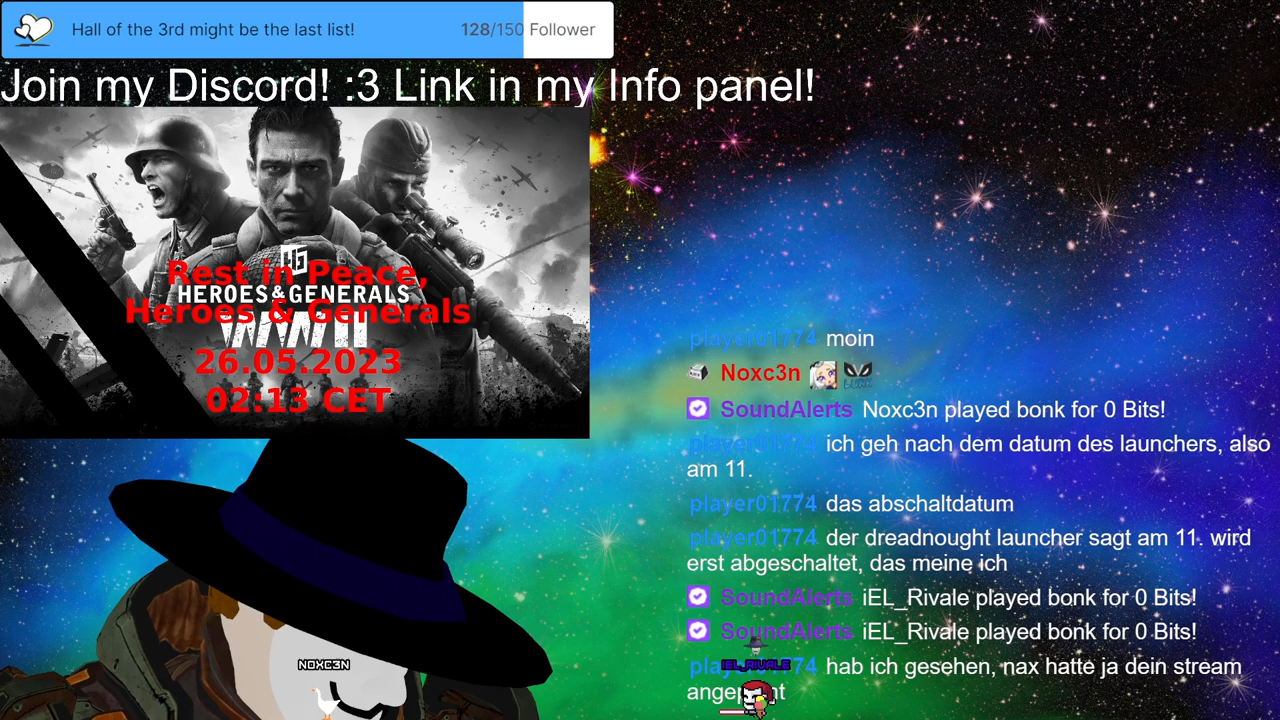 Hall of the 3rd might be the last list! 128/150 Follower
Join my Discord! :3 Link in my Info panel!
HEROES&GENERALS
WWII
Rest in Peace,
Heroes & Generals
26.05.2023
02:13 CET
player01774 moin
Noxc3n
SoundAlerts Noxc3n played bonk for 0 Bits!
player01774 ich geh nach dem datum des launchers, also
am 11.
player01774 das abschaltdatum
player01774 der dreadnought launcher sagt am 11. wird
erst abgeschaltet, das meine ich
SoundAlerts iEL_Rivale played bonk for 0 Bits!
SoundAlerts iEL_Rivale played bonk for 0 Bits!
player01774 hab ich gesehen, nax hatte ja dein stream
IEL_RIVALE
NOXC3N